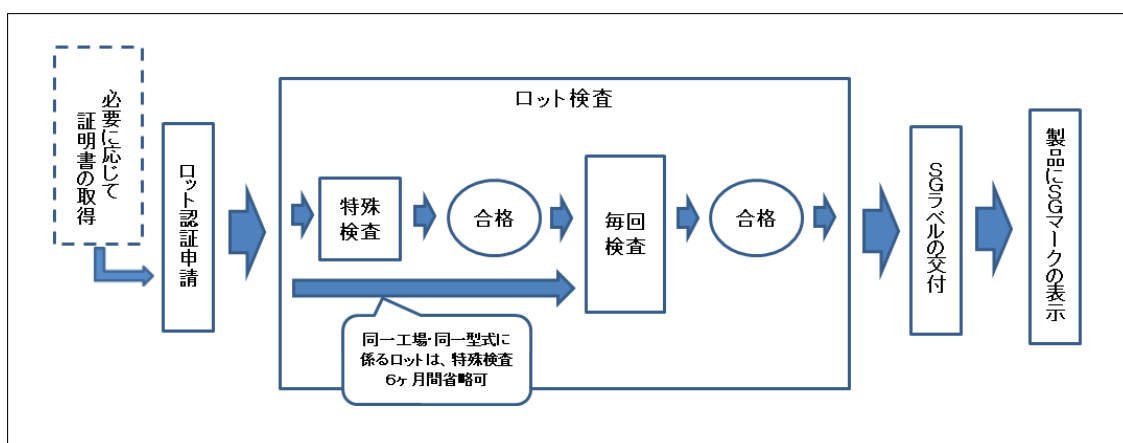 必要に応じて
証明書の取得
ロット認証申請
ロット検査
特殊
検査
合格
毎回
検査
合格
同一工場・同一型式に
係るロットは、特殊検査
6ヶ月間省略可
SGラベルの交付
製品にSGマークの表示